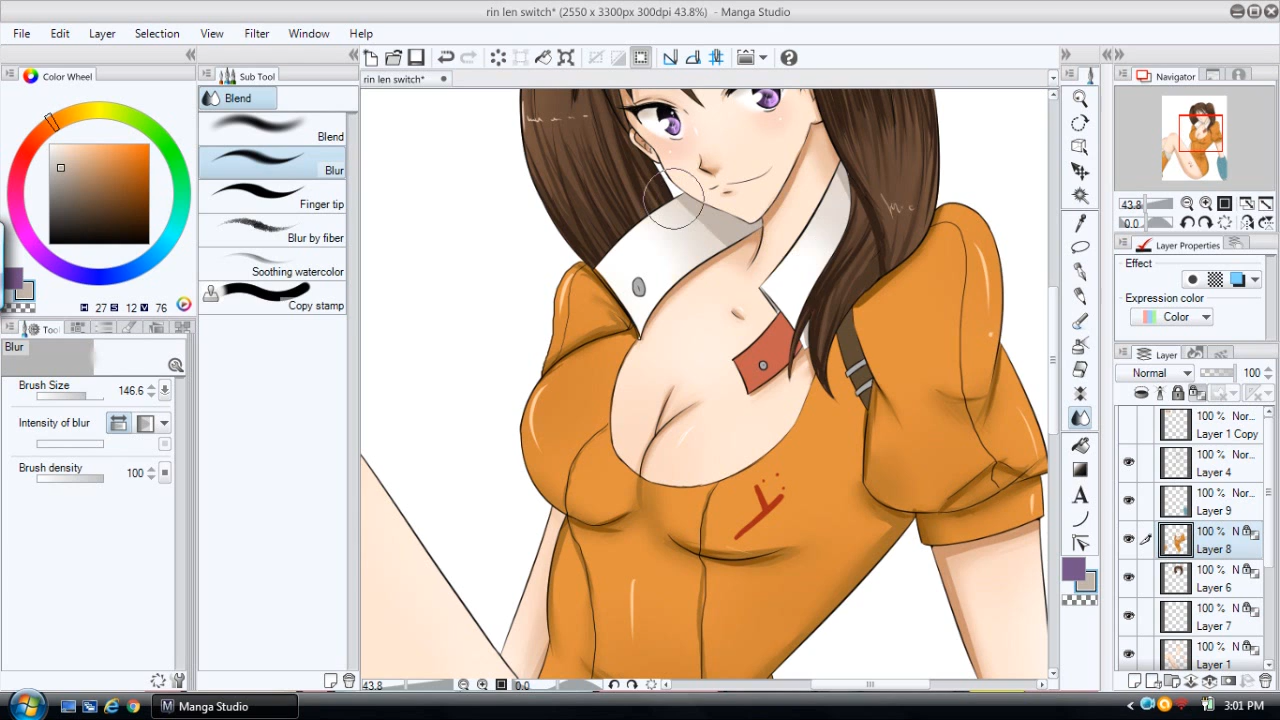 rin len switch* (2550 x 3300px 300dpi 43.8%) - Manga Studio
File Edit Layer Selection View Filter Window Help
Color Wheel
Sub Tool
rin len switch*
Navigator
Blend
Blend
Blur
Finger tip
Blur by fiber
Soothing watercolor
Copy stamp
H 27 S 12 V 76
Tool
Blur
Brush Size 146.6
Intensity of blur
Brush density 100
43.8
0.0
Layer Properties
Effect
Expression color
Color
Layer
Normal 100
100 % Nor...
Layer 1 Copy
100 % Nor...
Layer 4
100 % Nor...
Layer 9
100 % N
Layer 8
100 % N
Layer 6
100 % N
Layer 7
100 % N
Layer 1
A
y
43.8 0.0
Manga Studio
3:01 PM